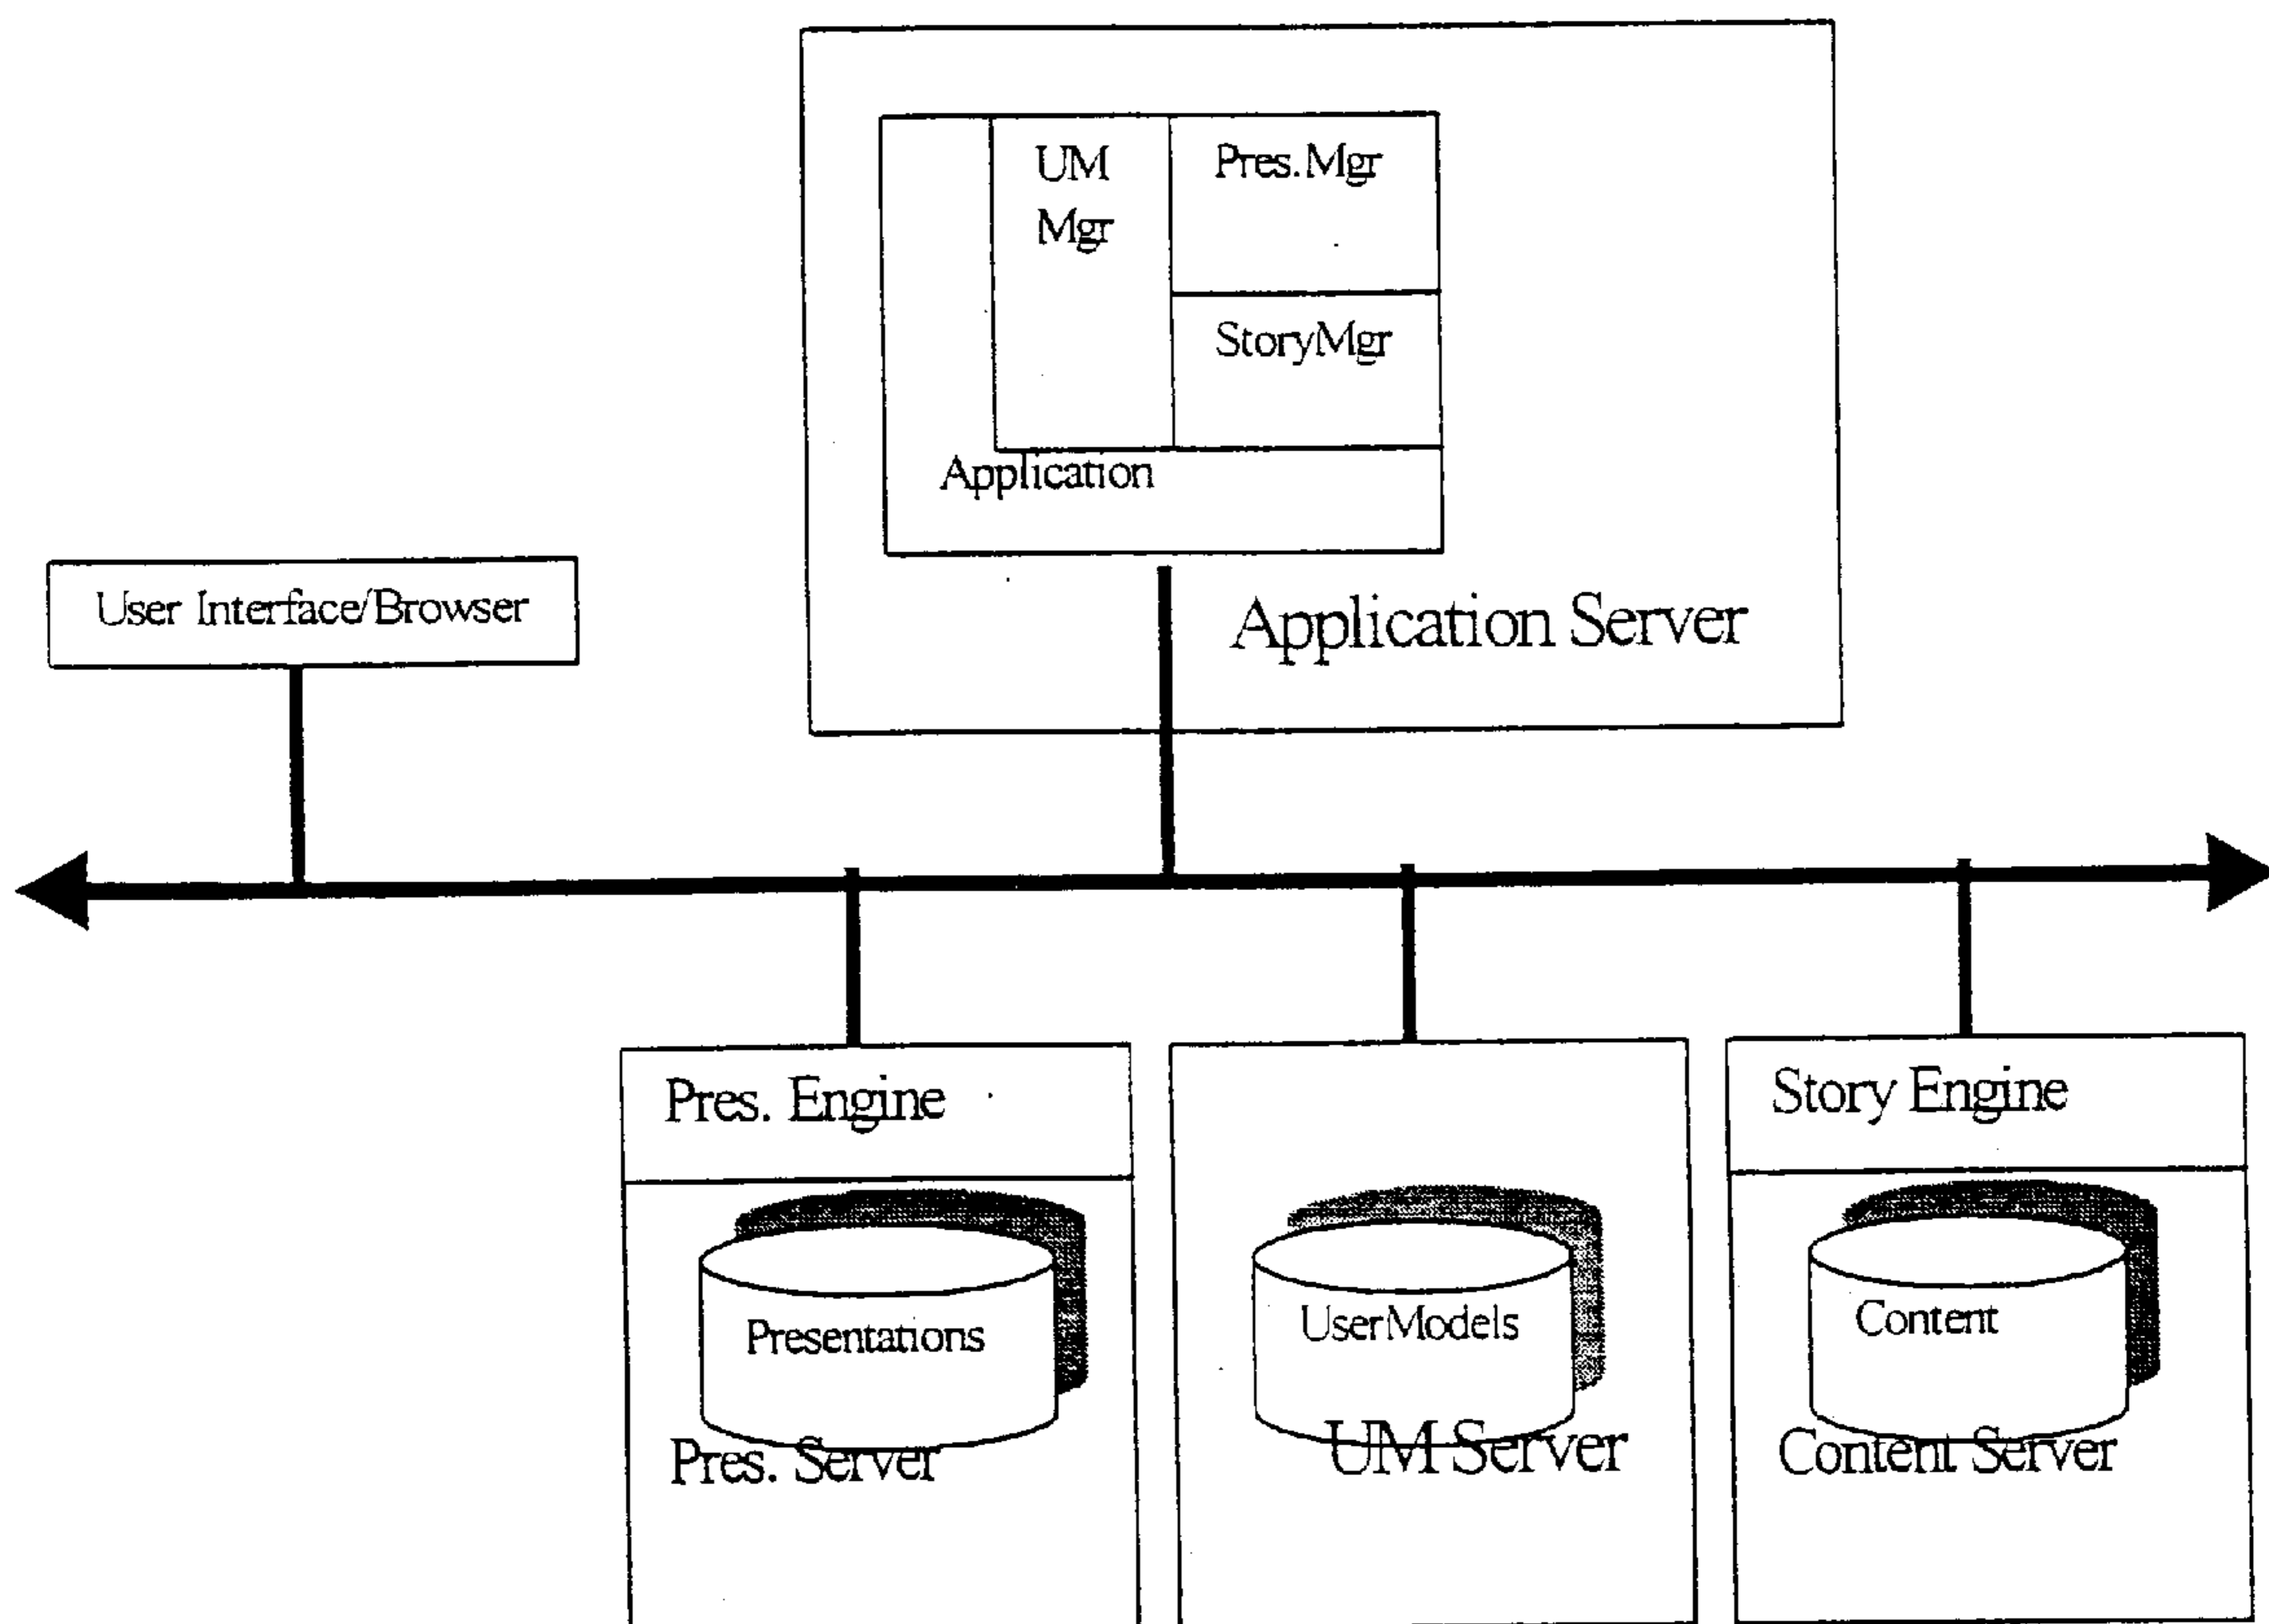 UM
Mgr
Pres.Mgr
StoryMgr
Application
Application Server
User Interface/Browser
Pres. Engine
Presentations
Pres. Server
UserModels
UM Server
Story Engine
Content
Content Server